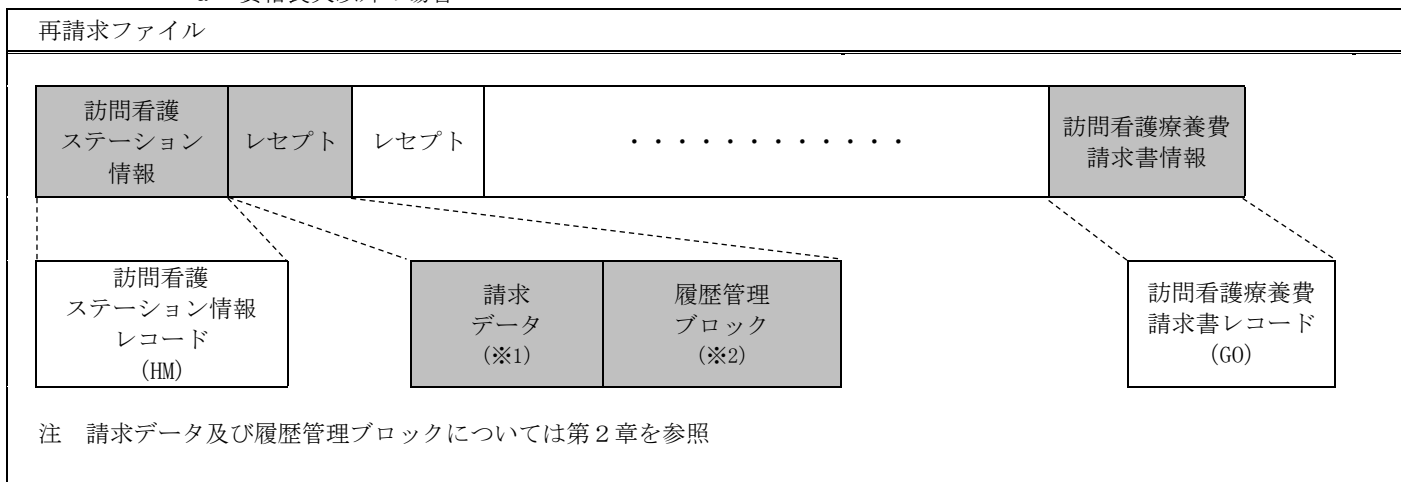 再請求ファイル
訪問看護
ステーション
情報
レセプト
レセプト
・・・・・・・・・・・・
訪問看護療養費
請求書情報
訪問看護
ステーション情報
レコード
(HM)
請求
データ
(※1)
履歴管理
ブロック
(※2)
訪問看護療養費
請求書レコード
(GO)
注　請求データ及び履歴管理ブロックについては第２章を参照